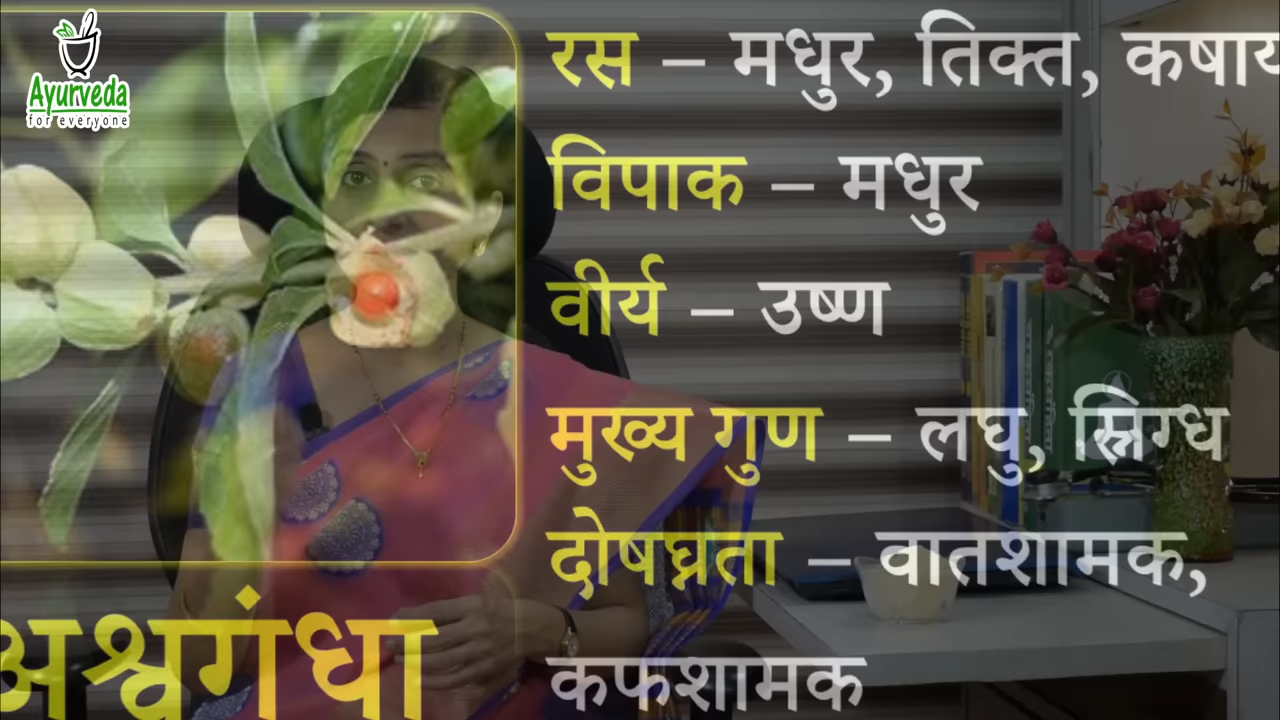 Ayurveda
for everyone
रस – मधुर, तिक्त, कषाय
विपाक – मधुर
वीर्य – उष्ण
मुख्य गुण – लघु, स्निग्ध
दोषघ्नता – वातशामक,
कफशामक
अश्वगंधा